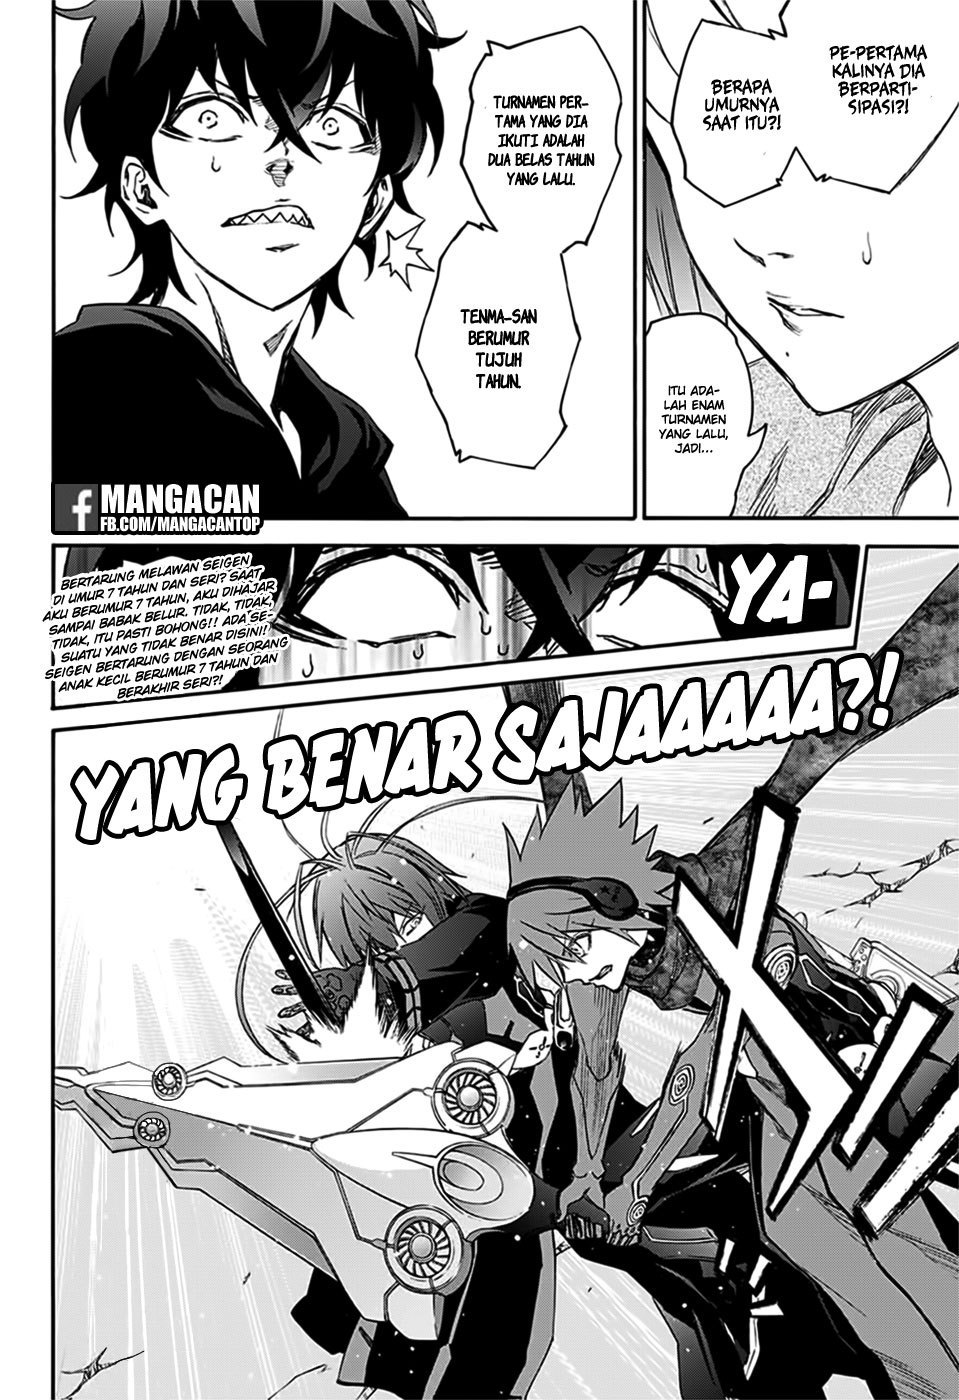 PE-PERTAMA
KALINYA DIA
BERPARTI-
SIPASI?!
BERAPA
UMURNYA
SAAT ITU?!
ITU ADA-
LAH ENAM
TURNAMEN
YANG LALU,
JADI...
TURNAMEN PER-
TAMA YANG DIA
IKUTI ADALAH
DUA BELAS TAHUN
YANG LALU.
TENMA-SAN
BERUMUR
TUJUH
TAHUN.
f MANGACAN
FB.COM/MANGACANTOP
YA-
BERTARUNG MELAWAN SEIGEN
DI UMUR 7 TAHUN DAN SERI? SAAT
AKU BERUMUR 7 TAHUN, AKU DIHAJAR
SAMPAI BABAK BELUR. TIDAK, TIDAK,
TIDAK, ITU PASTI BOHONG!! ADA SE-
SUATU YANG TIDAK BENAR DISINI!
SEIGEN BERTARUNG DENGAN SEORANG
ANAK KECIL BERUMUR 7 TAHUN DAN
BERAKHIR SERI?!
YANG BENAR SAJAAAAA?!